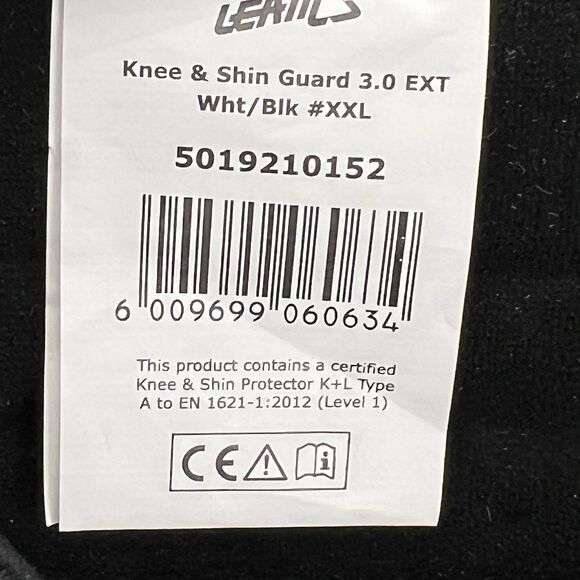 Knee & Shin Guard 3.0 EXT
Wht/Blk #XXL
5019210152
6 009699 060634
This product contains a certified
Knee & Shin Protector K+L Type
A to EN 1621-1:2012 (Level 1)
CE